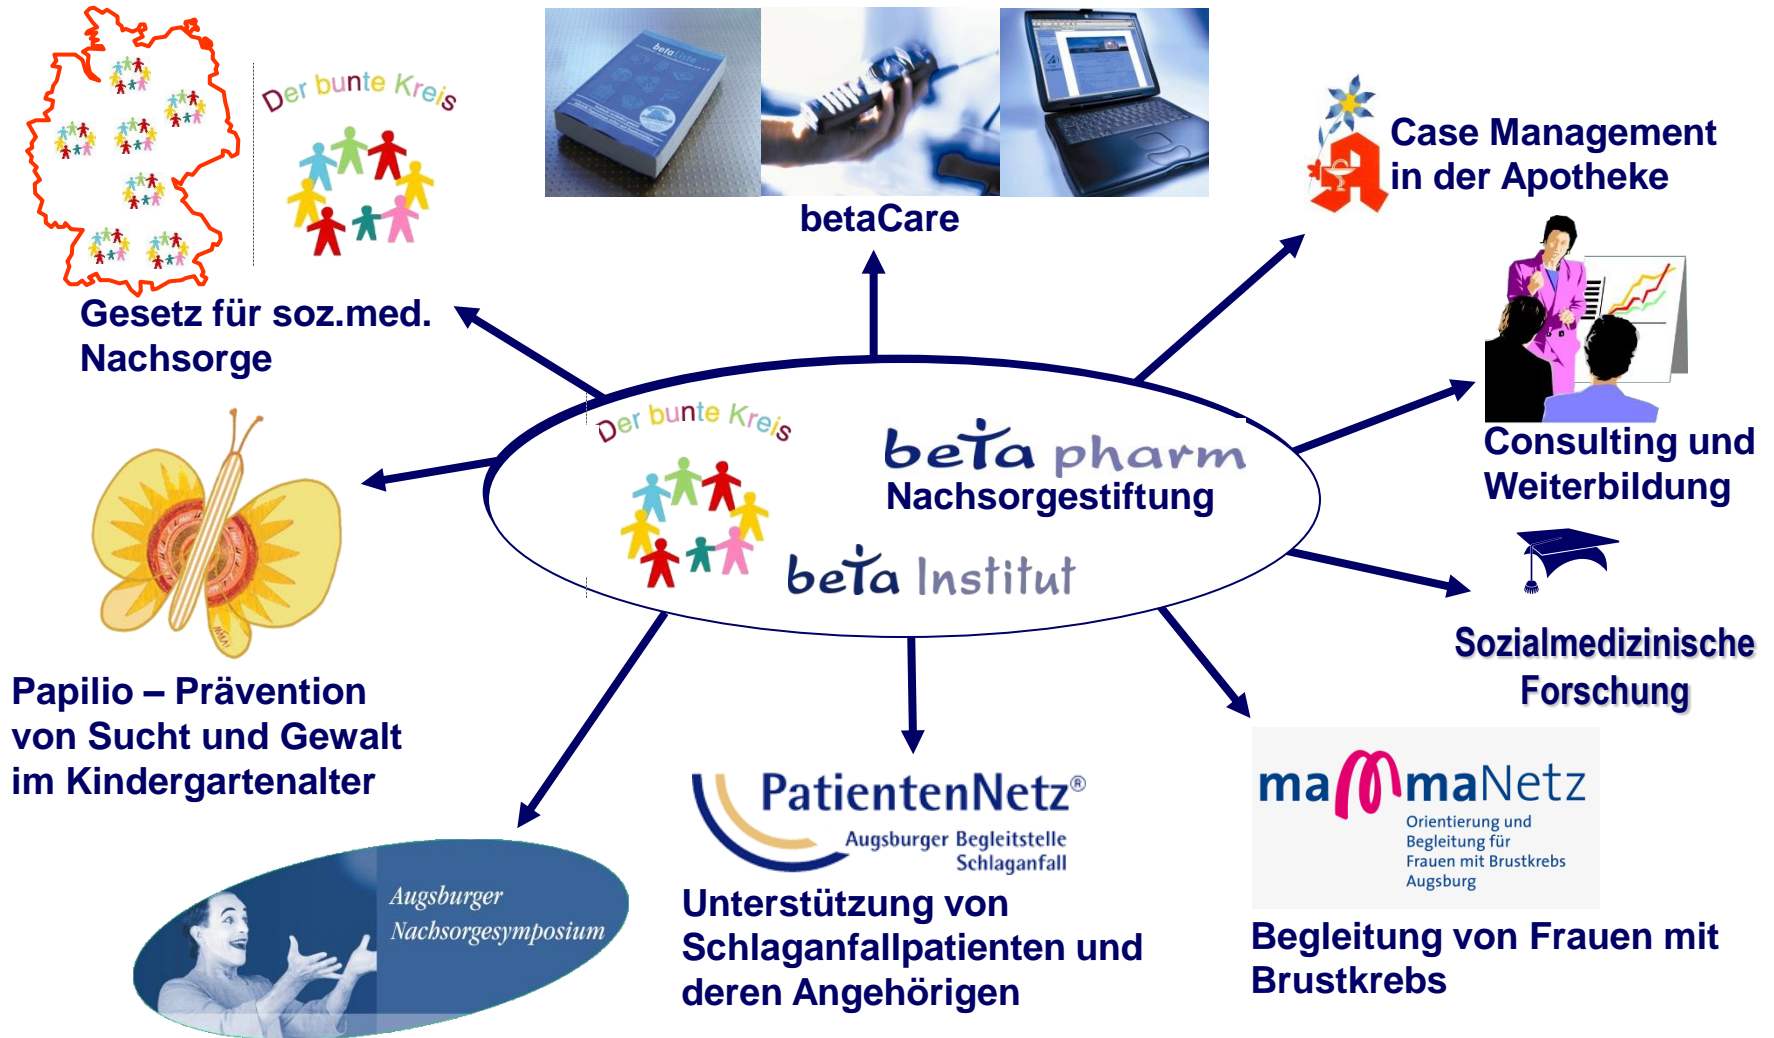 Der bunte Kreis
Gesetz für soz.med.
Nachsorge
betaListe
betaCare
A
Case Management
in der Apotheke
Consulting und
Weiterbildung
Der bunte Kreis
beta pharm
Nachsorgestiftung
beta Institut
Sozialmedizinische
Forschung
Papilio – Prävention
von Sucht und Gewalt
im Kindergartenalter
Augsburger
Nachsorgesymposium
PatientenNetz®
Augsburger Begleitstelle
Schlaganfall
Unterstützung von
Schlaganfallpatienten und
deren Angehörigen
mammaNetz
Orientierung und
Begleitung für
Frauen mit Brustkrebs
Augsburg
Begleitung von Frauen mit
Brustkrebs